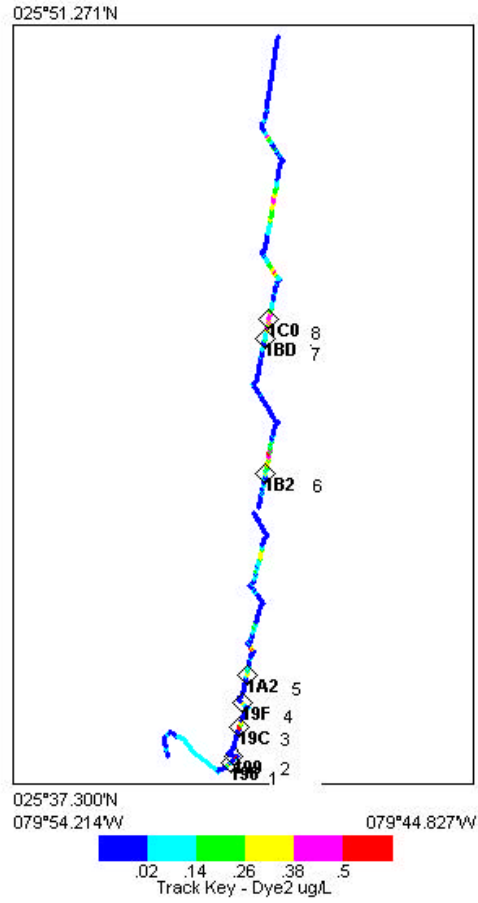 025°51.271'N
1C0 8
1BD 7
1B2 6
1A2 5
19F 4
19C 3
199 2
1
025°37.300'N
079°54.214'W 079°44.827'W
.02 .14 .26 .38 .5
Track Key - Dye2 ug/L